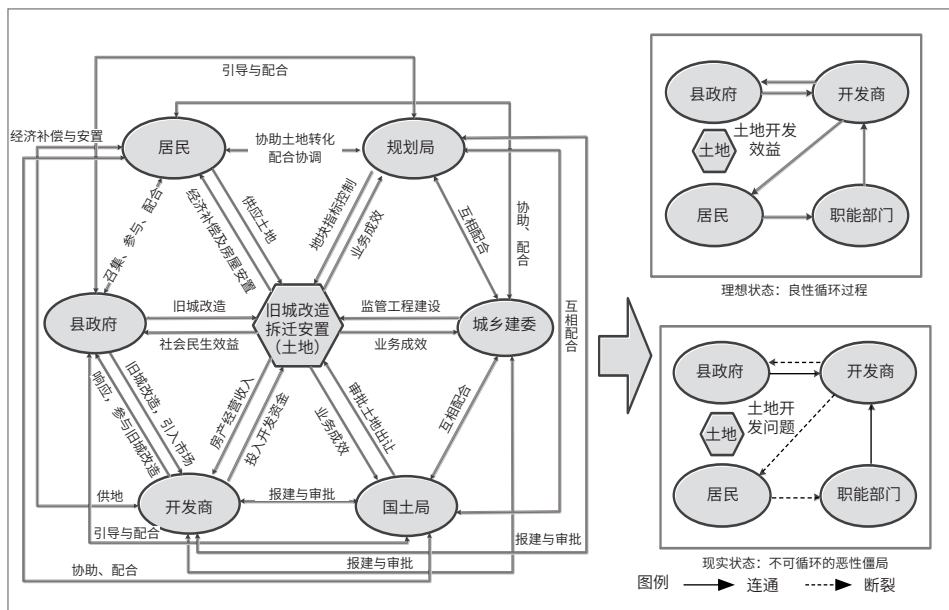 引导与配合
经济补偿与安置
居民
协助土地转化
配合协调
规划局
召集、参与、配合
经济补偿及房屋安置
供应土地
地块指标控制
业务成效
互相配合
协助、配合
县政府
旧城改造
社会民生效益
旧城改造
拆迁安置
（土地）
监管工程建设
业务成效
城乡建委
互相配合
响应，参与旧城改造
旧城改造，引入市场
房产经营收入
投入开发资金
业务成效
审批土地出让
互相配合
供地
开发商
报建与审批
国土局
引导与配合
报建与审批
协助、配合
报建与审批
县政府
开发商
土地
土地开发
效益
居民
职能部门
理想状态：良性循环过程
县政府
开发商
土地
土地开
发问题
居民
职能部门
现实状态：不可循环的恶性僵局
图例
连通
断裂